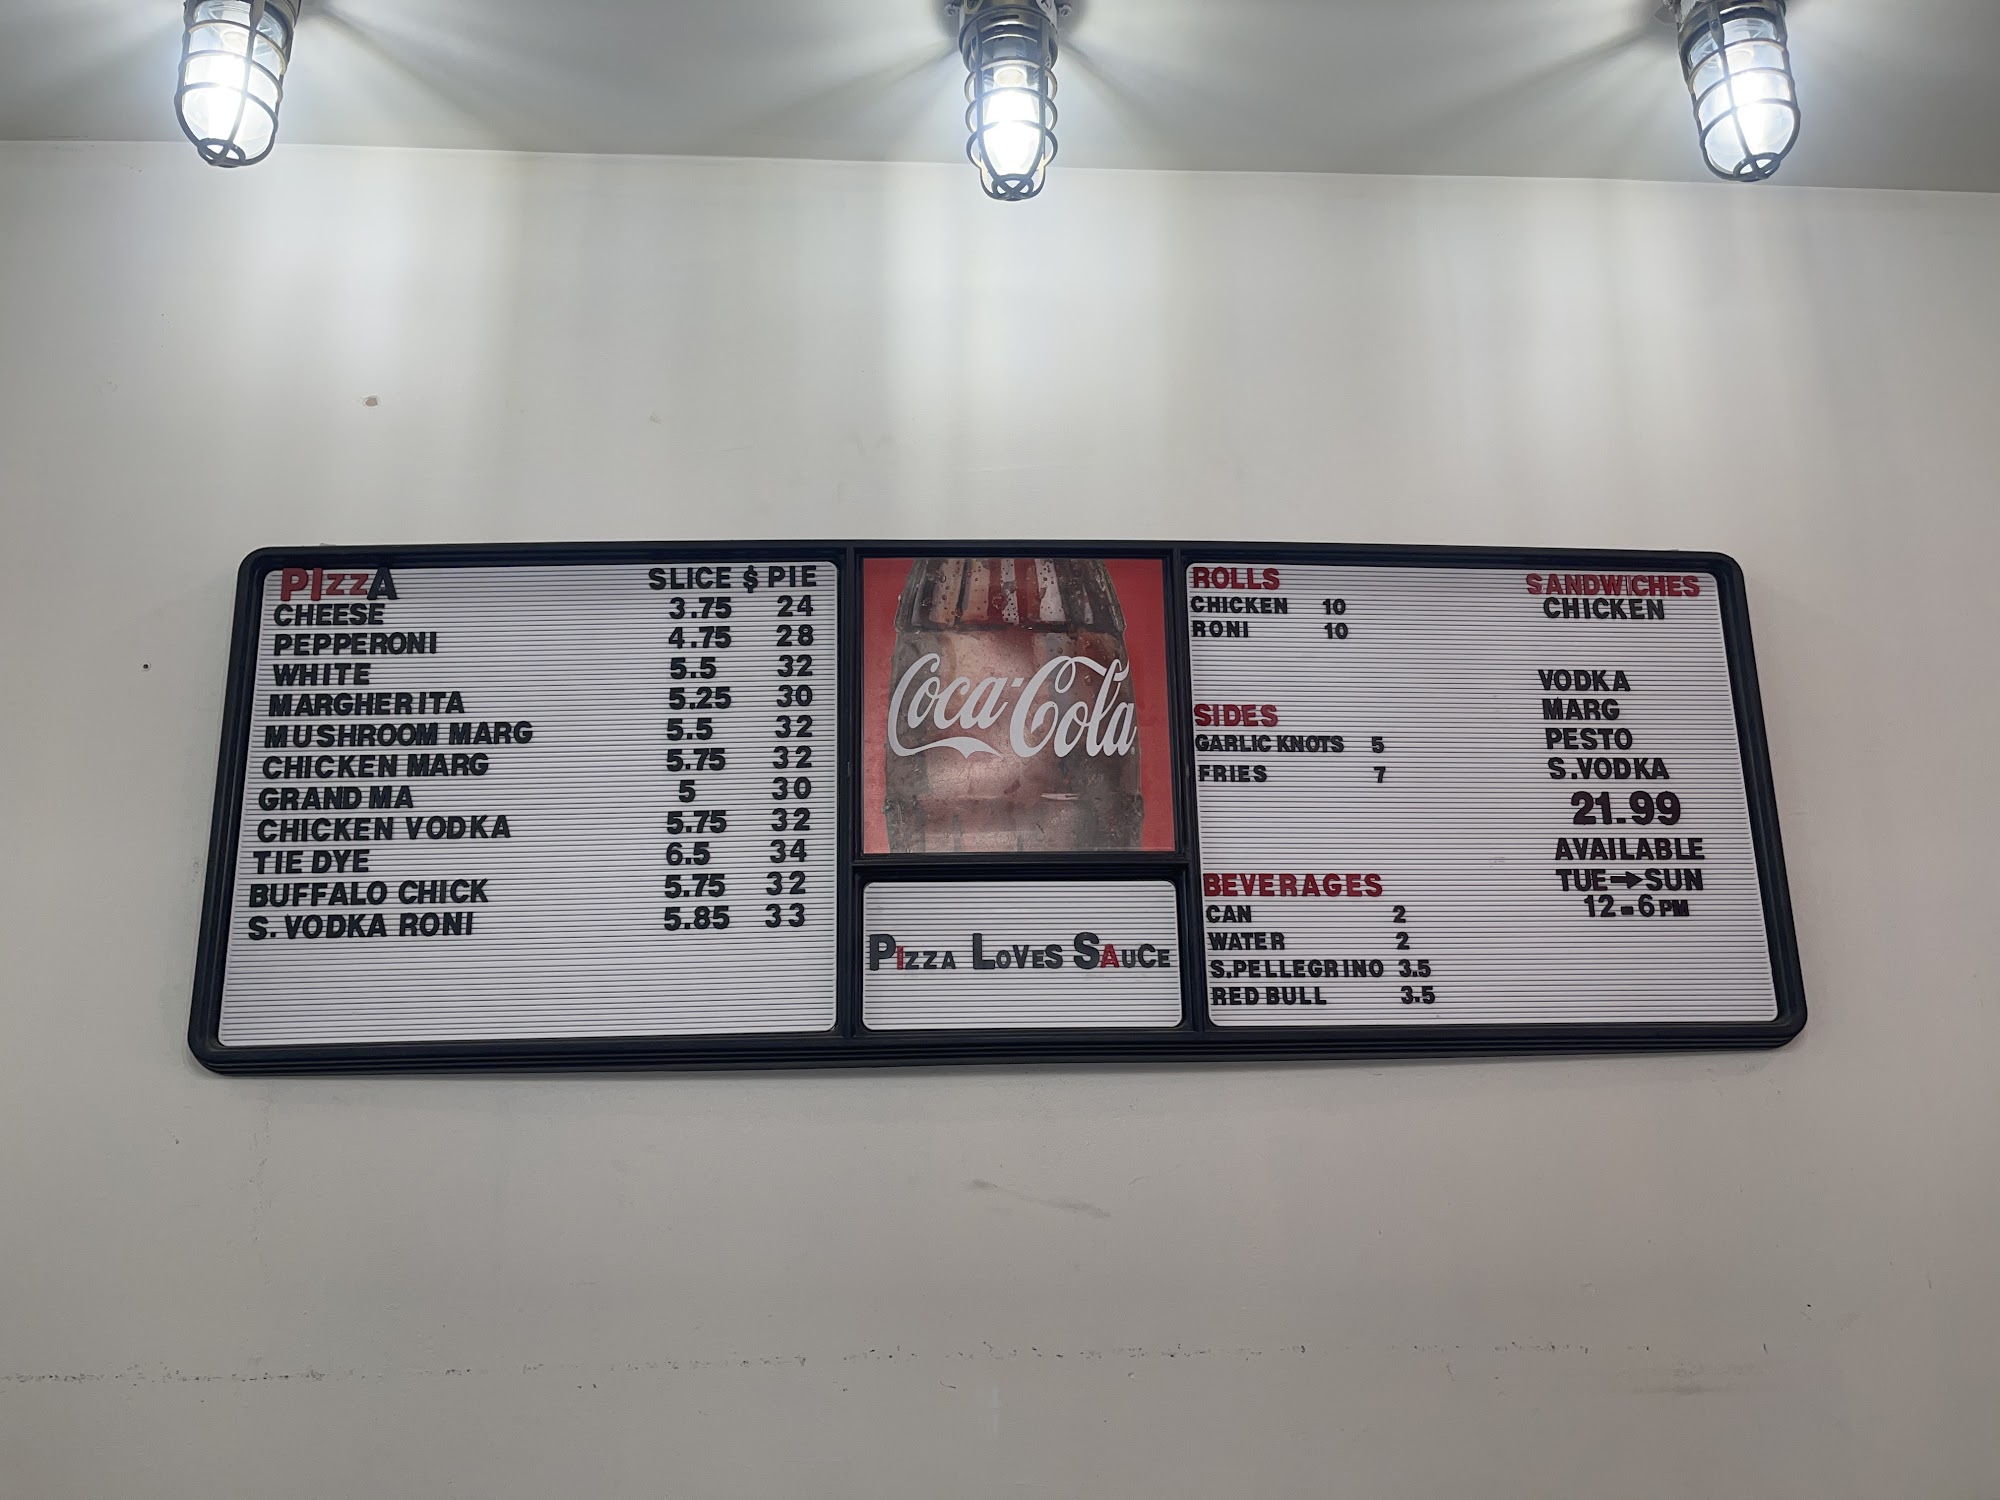 PIzzA SLICE $ PIE
CHEESE 3.75 24
PEPPERONI 4.75 28
WHITE 5.5 32
MARGHERITA 5.25 30
MUSHROOM MARG 5.5 32
CHICKEN MARG 5.75 32
GRAND MA 5 30
CHICKEN VODKA 5.75 32
TIE DYE 6.5 34
BUFFALO CHICK 5.75 32
S. VODKA RONI 5.85 33
Coca-Cola
PIZZA LOVES SAUCE
ROLLS
CHICKEN 10
RONI 10
SIDES
GARLIC KNOTS 5
FRIES 7
BEVERAGES
CAN 2
WATER 2
S.PELLEGRINO 3.5
RED BULL 3.5
SANDWICHES
CHICKEN
VODKA
MARG
PESTO
S.VODKA
21.99
AVAILABLE
TUE→SUN
12-6PM